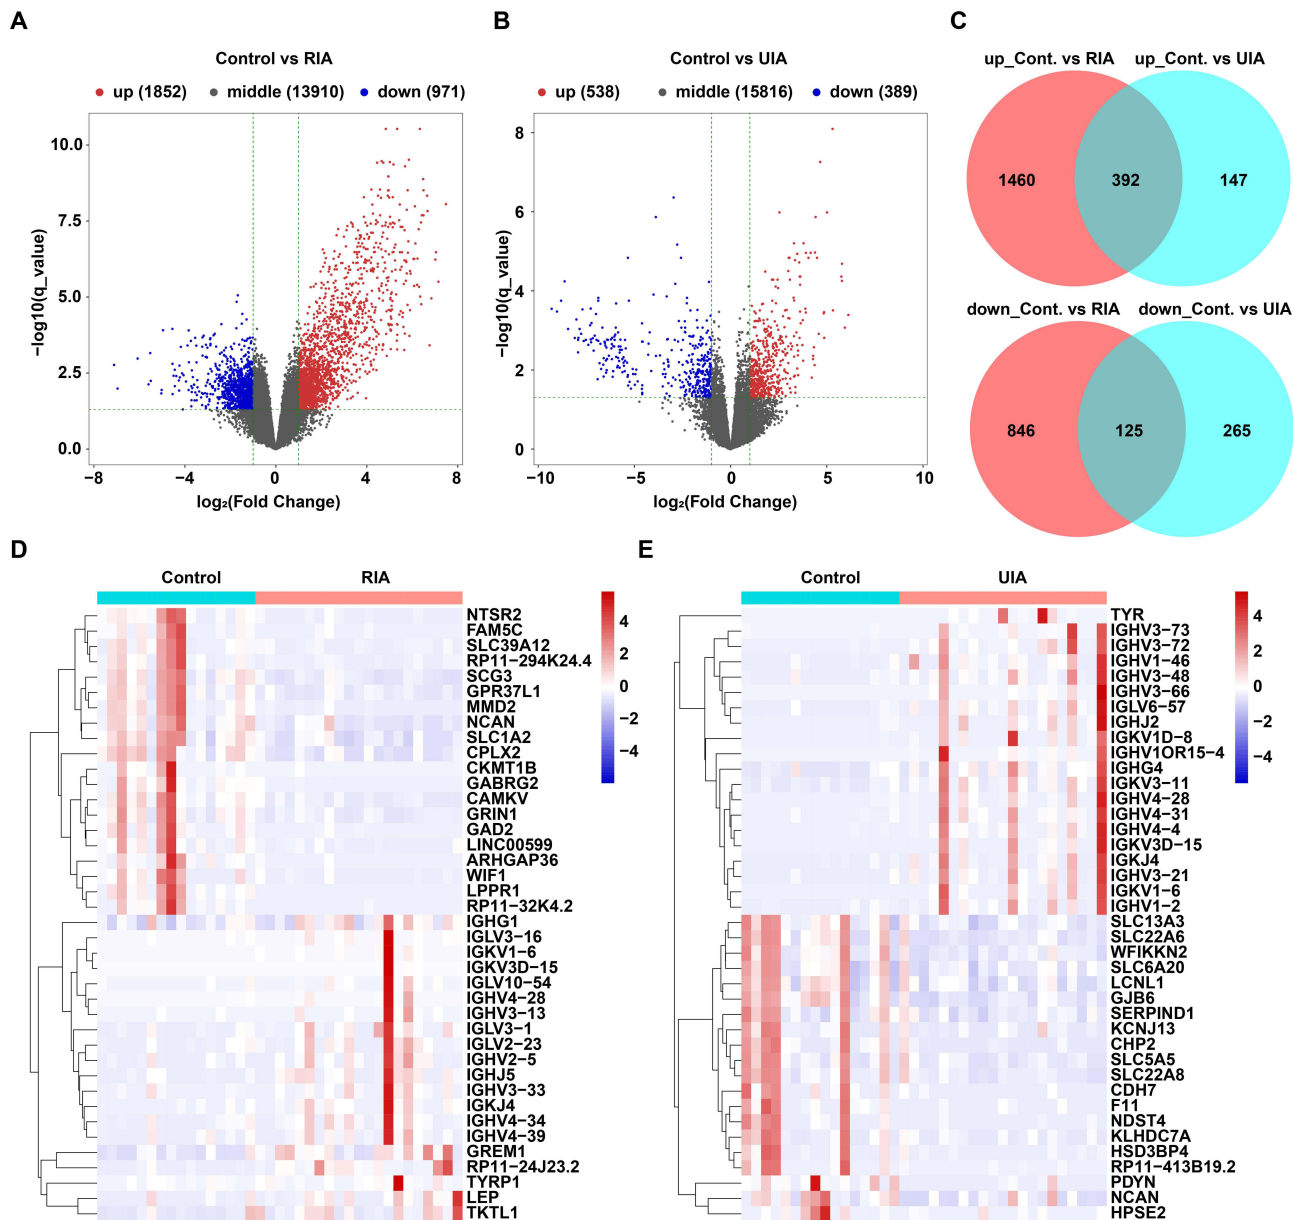 A
B
C
Control vs RIA
up (1852)  middle (13910)  down (971)
10.0
7.5
5.0
2.5
0.0
−log10(q_value)
−8 −4 0 4 8
log₂(Fold Change)
Control vs UIA
up (538)  middle (15816)  down (389)
8
6
4
2
0
−log10(q_value)
−10 −5 0 5 10
log₂(Fold Change)
up_Cont. vs RIA  up_Cont. vs UIA
1460 392 147
down_Cont. vs RIA  down_Cont. vs UIA
846 125 265
D
Control RIA
NTSR2
FAM5C
SLC39A12
RP11−294K24.4
SCG3
GPR37L1
MMD2
NCAN
SLC1A2
CPLX2
CKMT1B
GABRG2
CAMKV
GRIN1
GAD2
LINC00599
ARHGAP36
WIF1
LPPR1
RP11−32K4.2
IGHG1
IGLV3−16
IGKV1−6
IGKV3D−15
IGLV10−54
IGHV4−28
IGHV3−13
IGLV3−1
IGLV2−23
IGHV2−5
IGHJ5
IGHV3−33
IGKJ4
IGHV4−34
IGHV4−39
GREM1
RP11−24J23.2
TYRP1
LEP
TKTL1
4
2
0
−2
−4
E
Control UIA
TYR
IGHV3−73
IGHV3−72
IGHV1−46
IGHV3−48
IGHV3−66
IGLV6−57
IGHJ2
IGKV1D−8
IGHV1OR15−4
IGHG4
IGKV3−11
IGHV4−28
IGHV4−31
IGHV4−4
IGKV3D−15
IGKJ4
IGHV3−21
IGKV1−6
IGHV1−2
SLC13A3
SLC22A6
WFIKKN2
SLC6A20
LCNL1
GJB6
SERPIND1
KCNJ13
CHP2
SLC5A5
SLC22A8
CDH7
F11
NDST4
KLHDC7A
HSD3BP4
RP11−413B19.2
PDYN
NCAN
HPSE2
4
2
0
−2
−4